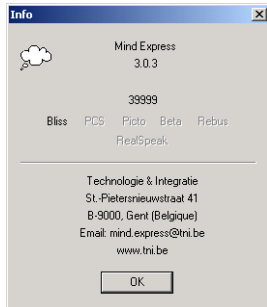 Info
Mind Express
3.0.3
39999
Bliss PCS Picto Beta Rebus
RealSpeak
Technologie & Integratie
St.-Pietersnieuwstraat 41
B-9000, Gent (Belgique)
Email: mind.express@tni.be
www.tni.be
OK